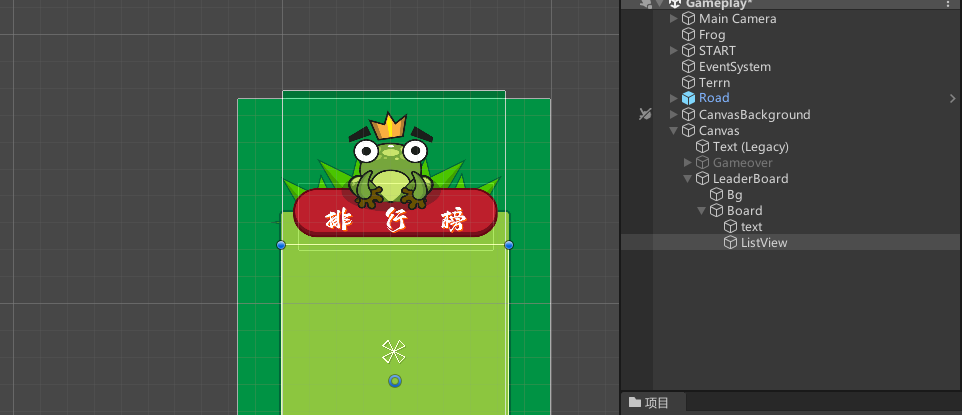 Gameplay*
Main Camera
Frog
START
EventSystem
Terrn
Road
CanvasBackground
Canvas
Text (Legacy)
Gameover
LeaderBoard
Bg
Board
text
ListView
排行榜
项目